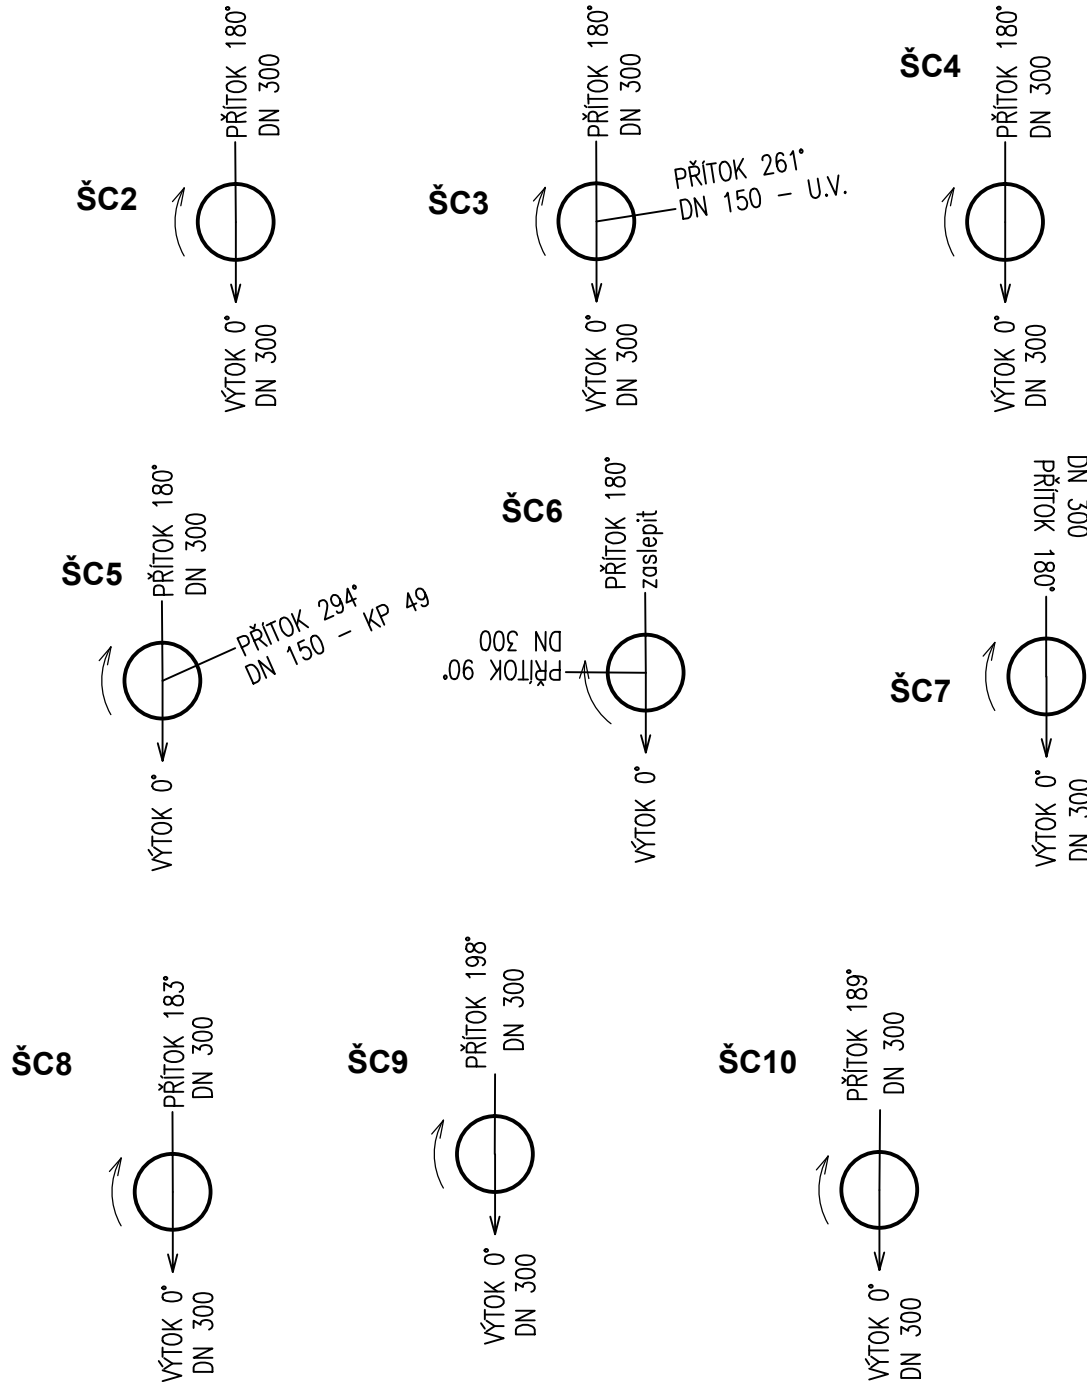 ŠC2
PŘÍTOK 180°
DN 300
VÝTOK 0°
DN 300
ŠC3
PŘÍTOK 180°
DN 300
PŘÍTOK 261°
DN 150 - U.V.
VÝTOK 0°
DN 300
ŠC4
PŘÍTOK 180°
DN 300
VÝTOK 0°
DN 300
ŠC5
PŘÍTOK 180°
DN 300
PŘÍTOK 294°
DN 150 - KP 49
VÝTOK 0°
ŠC6
PŘÍTOK 180°
zaslepit
PŘÍTOK 90°
DN 300
VÝTOK 0°
ŠC7
PŘÍTOK 180°
DN 300
VÝTOK 0°
DN 300
ŠC8
PŘÍTOK 183°
DN 300
VÝTOK 0°
DN 300
ŠC9
PŘÍTOK 198°
DN 300
VÝTOK 0°
DN 300
ŠC10
PŘÍTOK 189°
DN 300
VÝTOK 0°
DN 300